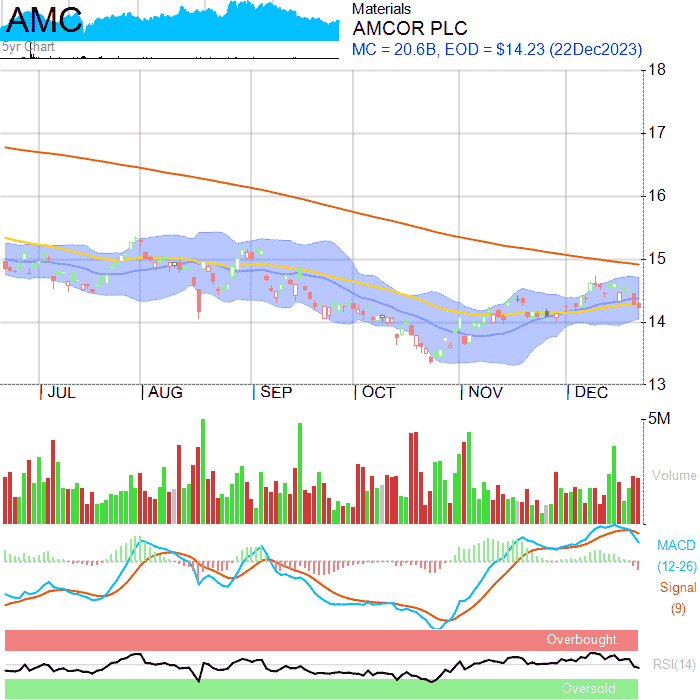 AMC
5yr Chart
Materials
AMCOR PLC
MC = 20.6B, EOD = $14.23 (22Dec2023)
18
17
16
15
14
13
JUL AUG SEP OCT NOV DEC
5M
Volume
MACD
(12-26)
Signal
(9)
Overbought
RSI(14)
Oversold